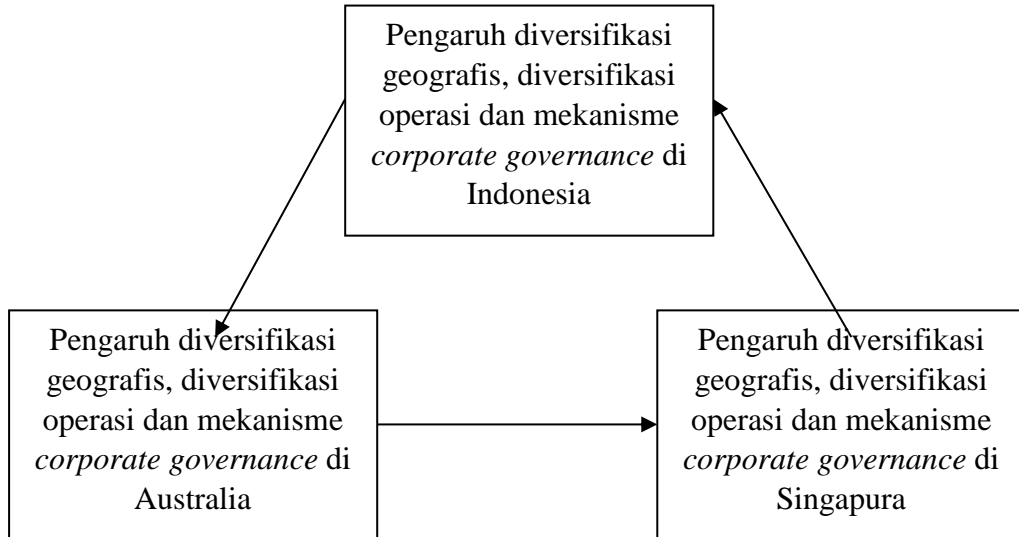 Pengaruh diversifikasi
geografis, diversifikasi
operasi dan mekanisme
corporate governance di
Indonesia
Pengaruh diversifikasi
geografis, diversifikasi
operasi dan mekanisme
corporate governance di
Australia
Pengaruh diversifikasi
geografis, diversifikasi
operasi dan mekanisme
corporate governance di
Singapura